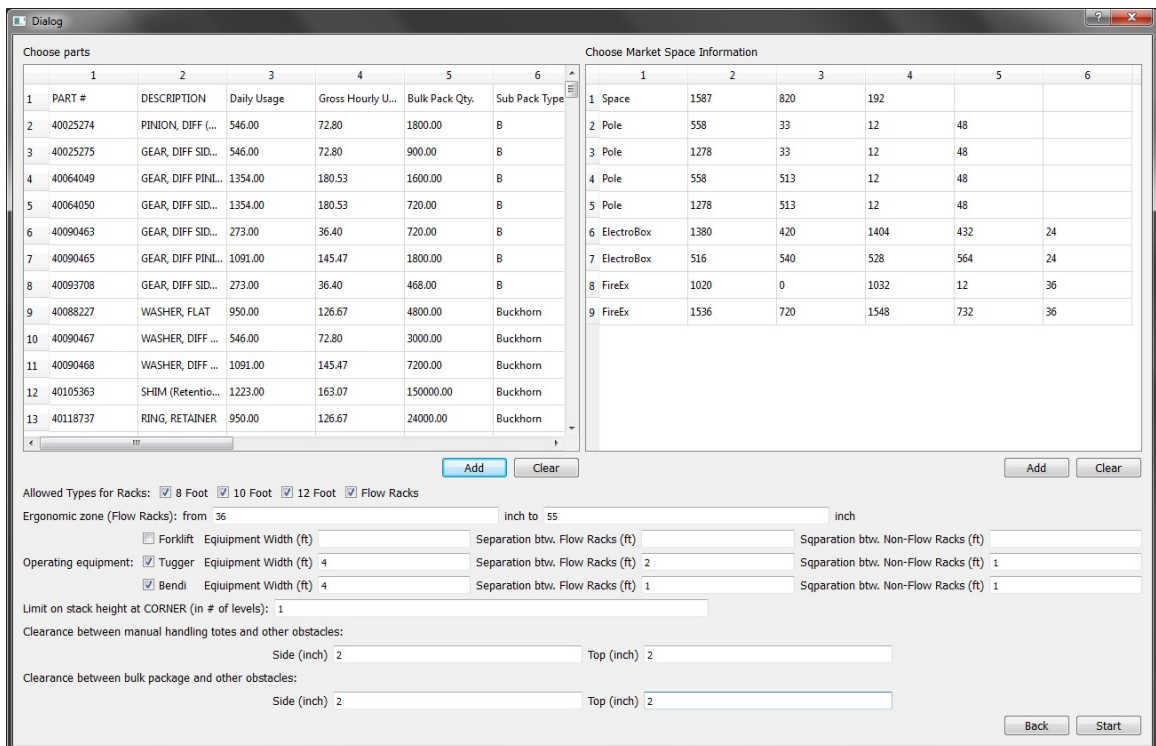 Dialog
Choose parts
1 2 3 4 5 6
1 PART # DESCRIPTION Daily Usage Gross Hourly U... Bulk Pack Qty. Sub Pack Type
2 40025274 PINION, DIFF (... 546.00 72.80 1800.00 B
3 40025275 GEAR, DIFF SID... 546.00 72.80 900.00 B
4 40064049 GEAR, DIFF PINI... 1354.00 180.53 1600.00 B
5 40064050 GEAR, DIFF SID... 1354.00 180.53 720.00 B
6 40090463 GEAR, DIFF SID... 273.00 36.40 720.00 B
7 40090465 GEAR, DIFF PINI... 1091.00 145.47 1800.00 B
8 40093708 GEAR, DIFF SID... 273.00 36.40 468.00 B
9 40088227 WASHER, FLAT 950.00 126.67 4800.00 Buckhorn
10 40090467 WASHER, DIFF ... 546.00 72.80 3000.00 Buckhorn
11 40090468 WASHER, DIFF ... 1091.00 145.47 7200.00 Buckhorn
12 40105363 SHIM (Retentio... 1223.00 163.07 150000.00 Buckhorn
13 40118737 RING, RETAINER 950.00 126.67 24000.00 Buckhorn
Add Clear
Choose Market Space Information
1 2 3 4 5 6
1 Space 1587 820 192
2 Pole 558 33 12 48
3 Pole 1278 33 12 48
4 Pole 558 513 12 48
5 Pole 1278 513 12 48
6 ElectroBox 1380 420 1404 432 24
7 ElectroBox 516 540 528 564 24
8 FireEx 1020 0 1032 12 36
9 FireEx 1536 720 1548 732 36
Add Clear
Allowed Types for Racks: 8 Foot 10 Foot 12 Foot Flow Racks
Ergonomic zone (Flow Racks): from 36 inch to 55 inch
Forklift Eqiuipment Width (ft) Separation btw. Flow Racks (ft) Sqparation btw. Non-Flow Racks (ft)
Operating equipment: Tugger Eqiuipment Width (ft) 4 Separation btw. Flow Racks (ft) 2 Sqparation btw. Non-Flow Racks (ft) 1
Bendi Eqiuipment Width (ft) 4 Separation btw. Flow Racks (ft) 1 Sqparation btw. Non-Flow Racks (ft) 1
Limit on stack height at CORNER (in # of levels): 1
Clearance between manual handling totes and other obstacles:
Side (inch) 2 Top (inch) 2
Clearance between bulk package and other obstacles:
Side (inch) 2 Top (inch) 2
Back Start